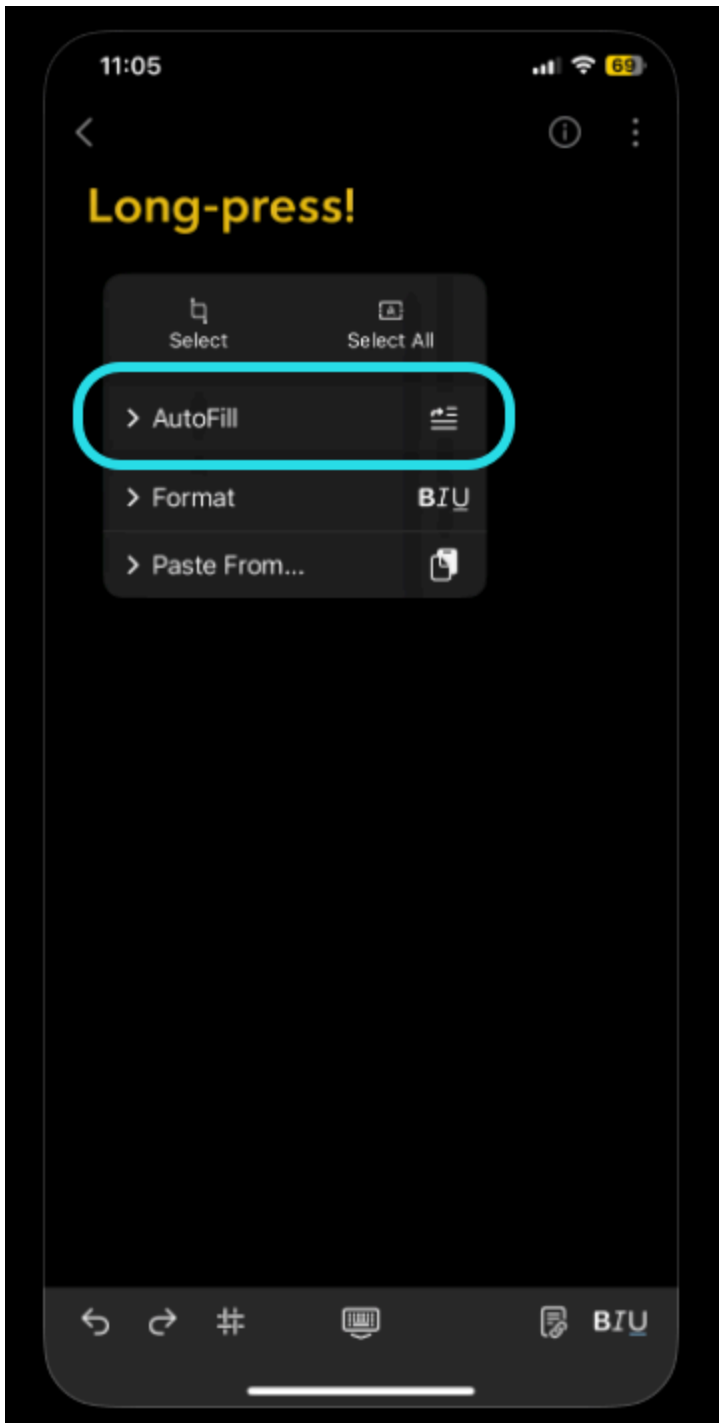 11:05
69
Long-press!
Select
Select All
AutoFill
Format
BIU
Paste From...
BIU